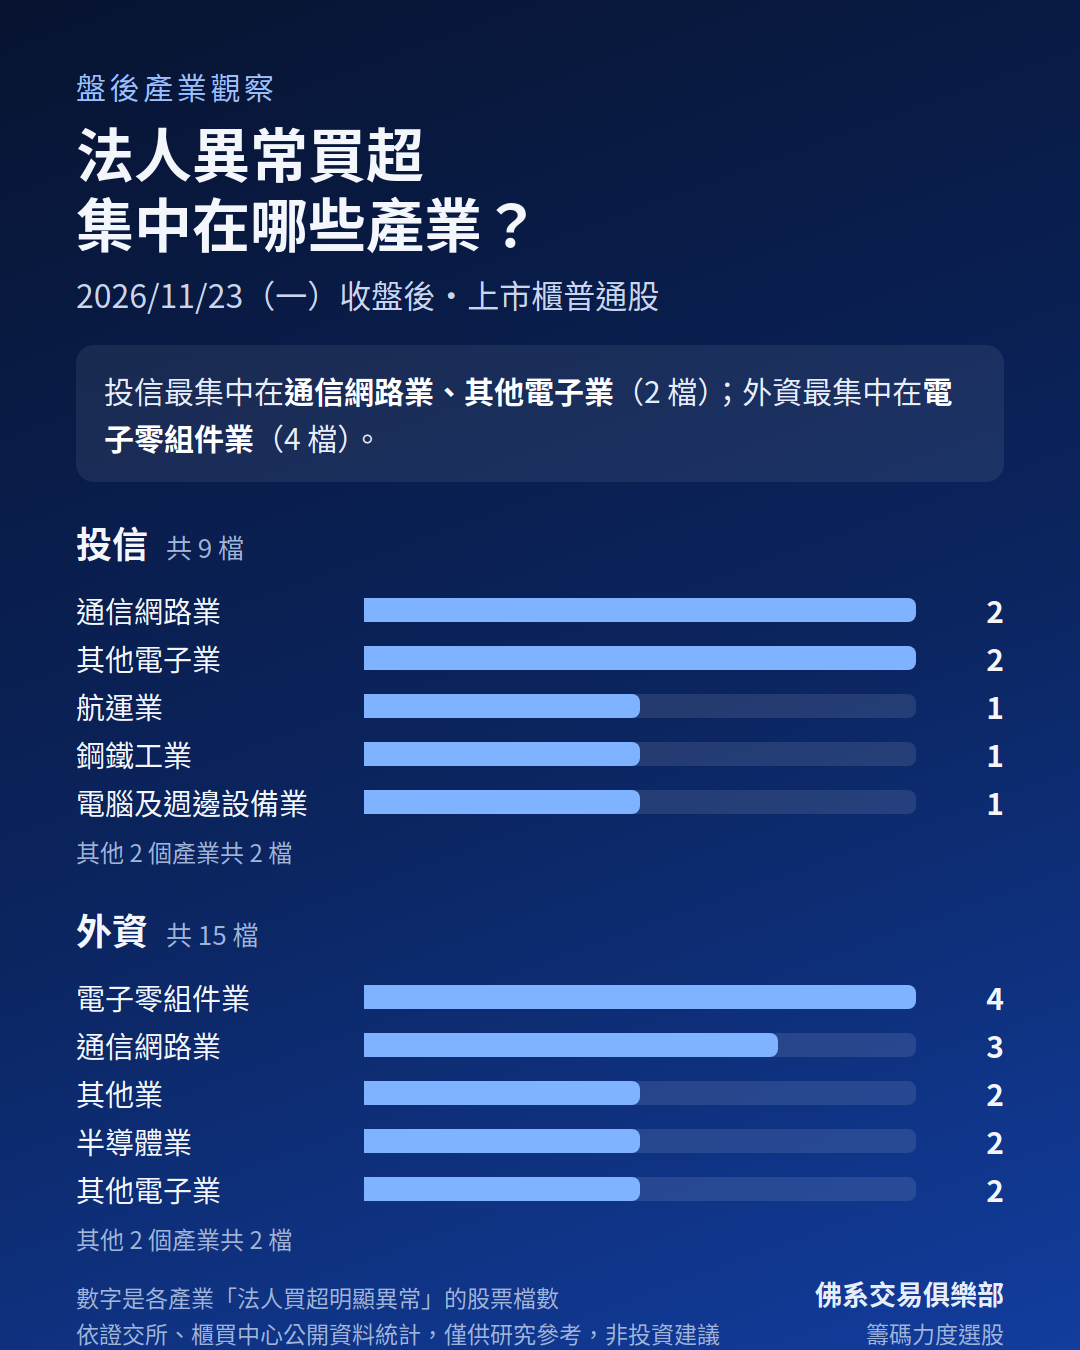 盤後產業觀察
法人異常買超
集中在哪些產業？
2026/11/23（一）收盤後・上市櫃普通股
投信最集中在通信網路業、其他電子業（2 檔）；外資最集中在電
子零組件業（4 檔）。
投信 共 9 檔
通信網路業 2
其他電子業 2
航運業 1
鋼鐵工業 1
電腦及週邊設備業 1
其他 2 個產業共 2 檔
外資 共 15 檔
電子零組件業 4
通信網路業 3
其他業 2
半導體業 2
其他電子業 2
其他 2 個產業共 2 檔
數字是各產業「法人買超明顯異常」的股票檔數
依證交所、櫃買中心公開資料統計，僅供研究參考，非投資建議
佛系交易俱樂部
籌碼力度選股